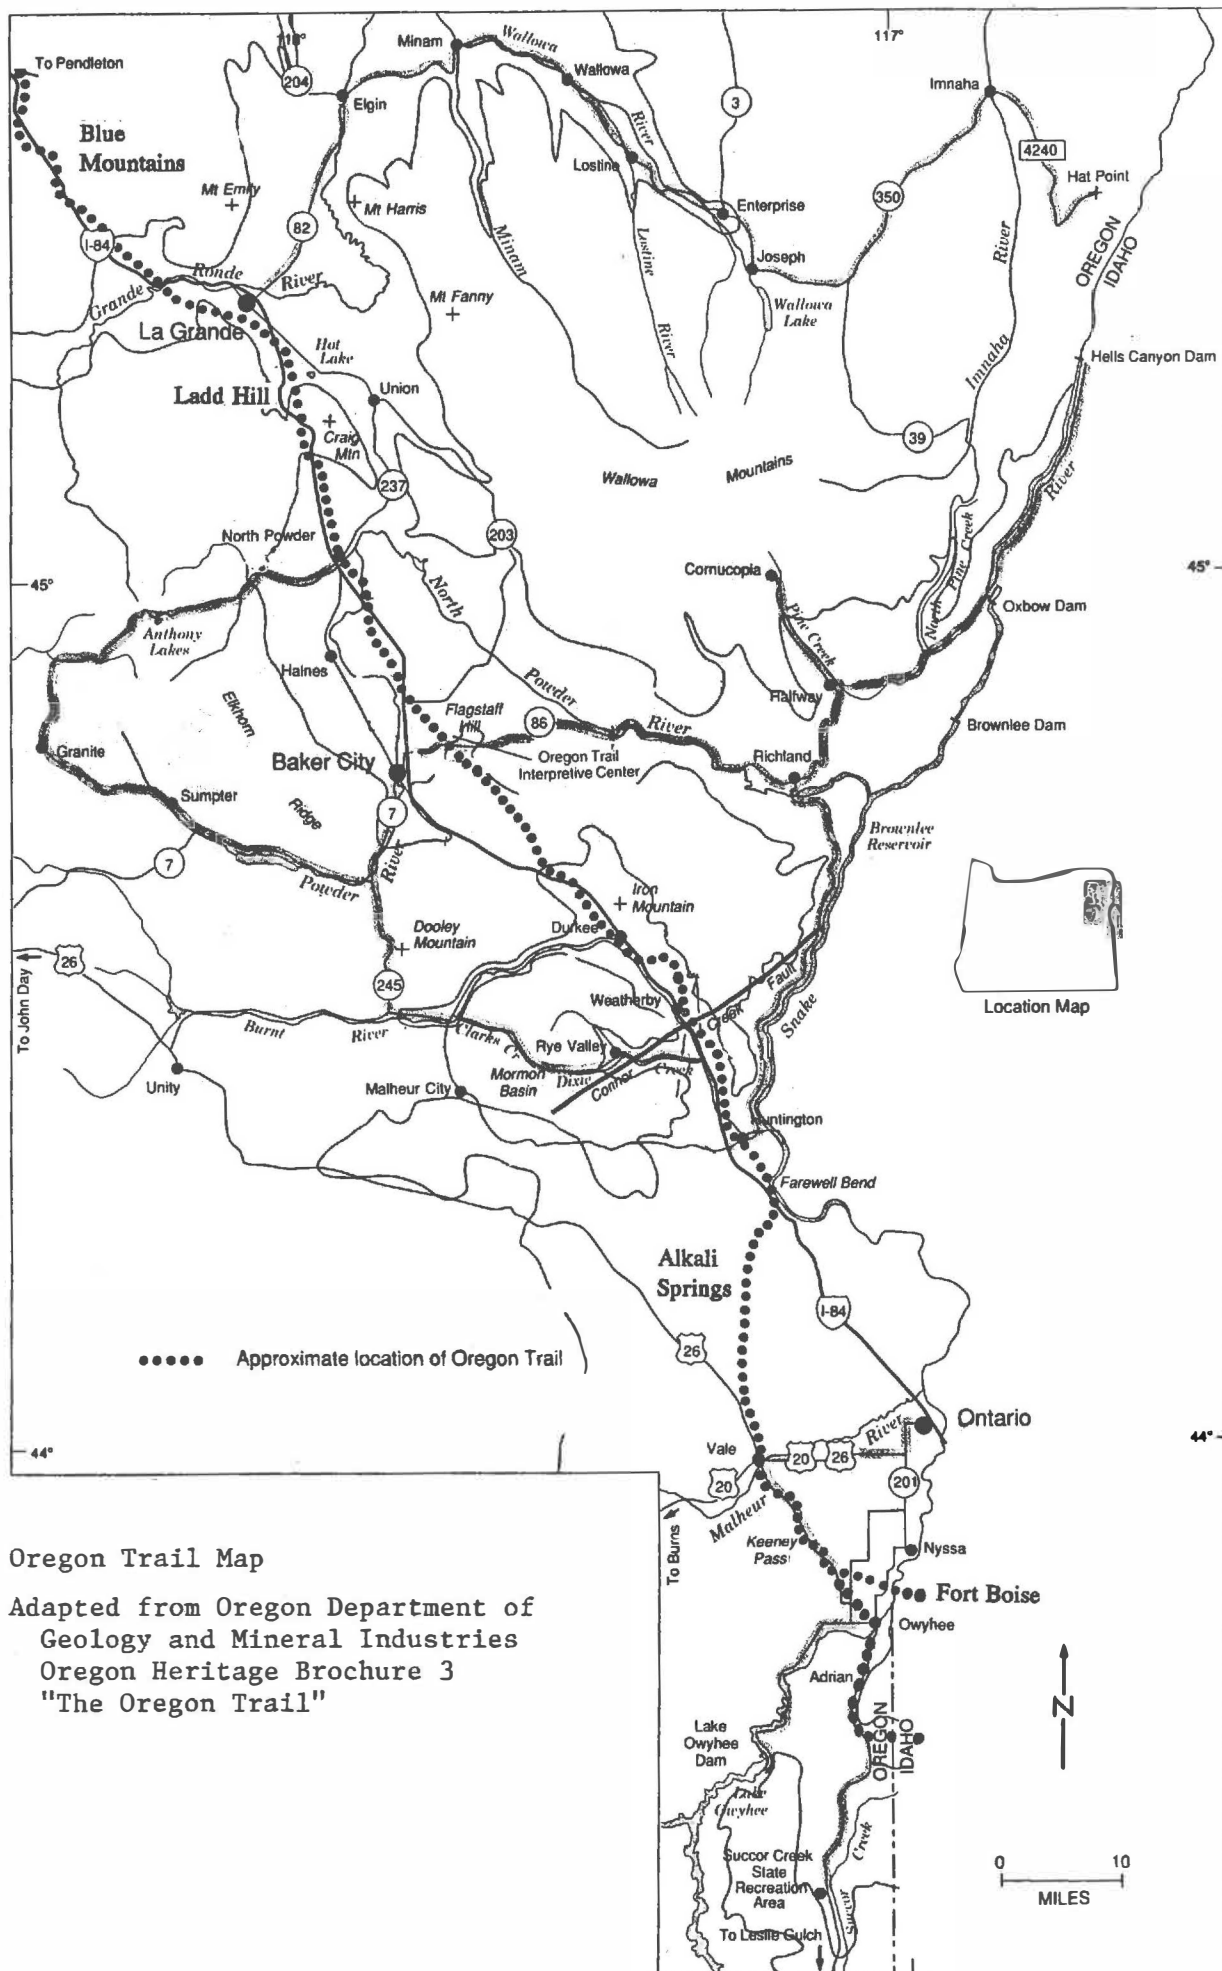 118°
117°
To Pendleton
204
Minam
Wallowa
Wallowa
Elgin
3
Imnaha
Blue
Mountains
River
4240
Lostine
Hat Point
Mt Emily
Mt Harris
350
82
Enterprise
I-84
Minam
Lostine
River
OREGON
IDAHO
Joseph
Ronde
River
Grande
Mt Fanny
Wallowa
Lake
La Grande
Hot
Lake
River
Imnaha
Hells Canyon Dam
Ladd Hill
Union
Craig
Mtn
39
Wallowa
Mountains
River
237
North Powder
203
North Pine Creek
45°
45°
Cornucopia
North
Pine Creek
Oxbow Dam
Anthony
Lakes
Haines
Powder
Halfway
Elkhorn
Flagstaff
Hill
86
River
Brownlee Dam
Granite
Baker City
Oregon Trail
Interpretive Center
Richland
Sumpter
Ridge
7
Brownlee
Reservoir
7
River
Powder
Iron
Mountain
Dooley
Mountain
Durkee
26
To John Day
245
Fault
Location Map
Weatherby
Creek
Snake
Burnt
River
Clarks Cr
Rye Valley
Unity
Mormon
Basin
Dixie
Creek
Connor
Malheur City
Huntington
Farewell Bend
Alkali
Springs
I-84
Approximate location of Oregon Trail
26
Ontario
44°
44°
Vale
20
26
River
20
201
Malheur
To Burns
Keeney
Pass
Nyssa
Fort Boise
Owyhee
Adrian
OREGON
IDAHO
N
Lake
Owyhee
Dam
Lake
Owyhee
Creek
Succor
Succor Creek
State
Recreation
Area
To Leslie Gulch
0 10
MILES
Oregon Trail Map
Adapted from Oregon Department of
Geology and Mineral Industries
Oregon Heritage Brochure 3
"The Oregon Trail"